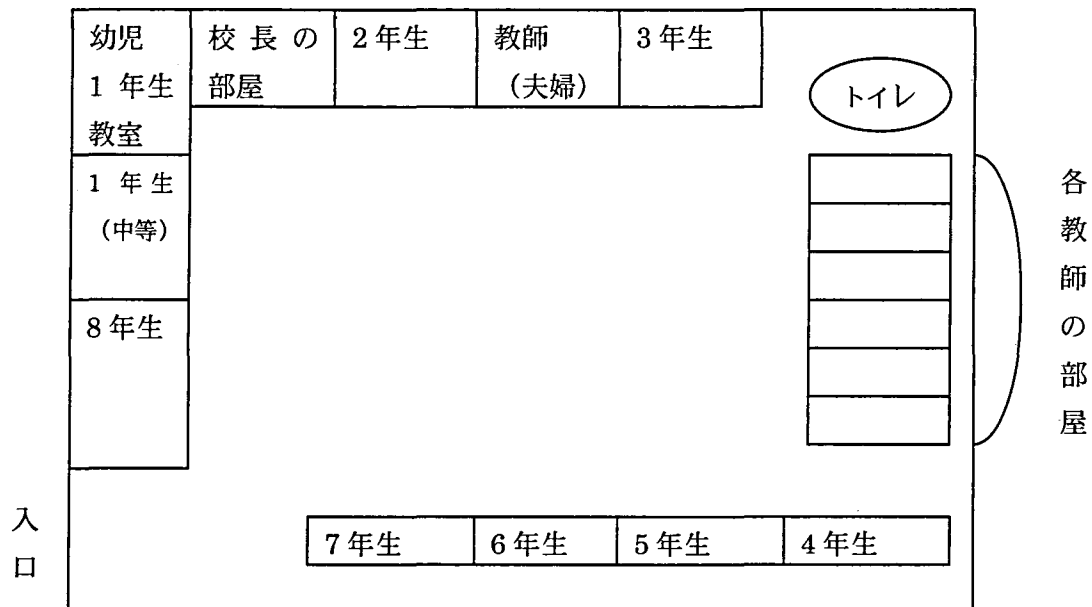 幼児
1 年生
教室
校長の
部屋
2年生
教師
（夫婦）
3年生
トイレ
1 年生
（中等）
8年生
各教師の部屋
入口
7年生
6年生
5年生
4年生